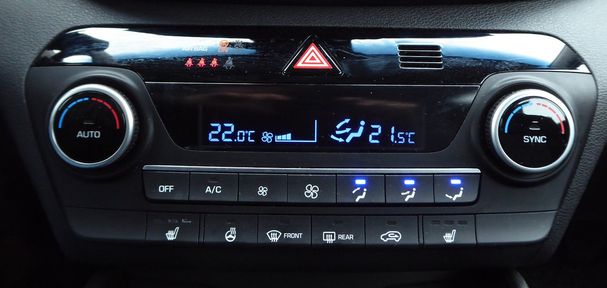 AIRBAG
22.0°C 21.5°C
AUTO SYNC
OFF A/C
FRONT REAR